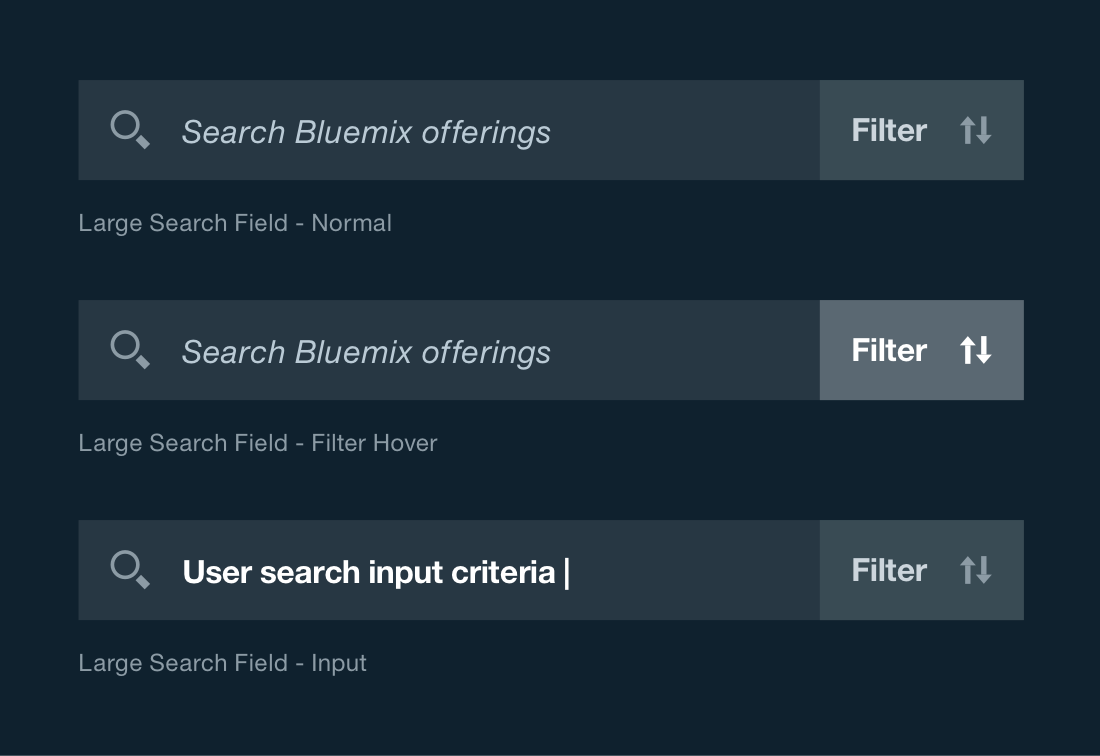 Search Bluemix offerings Filter
Large Search Field - Normal
Search Bluemix offerings Filter
Large Search Field - Filter Hover
User search input criteria Filter
Large Search Field - Input